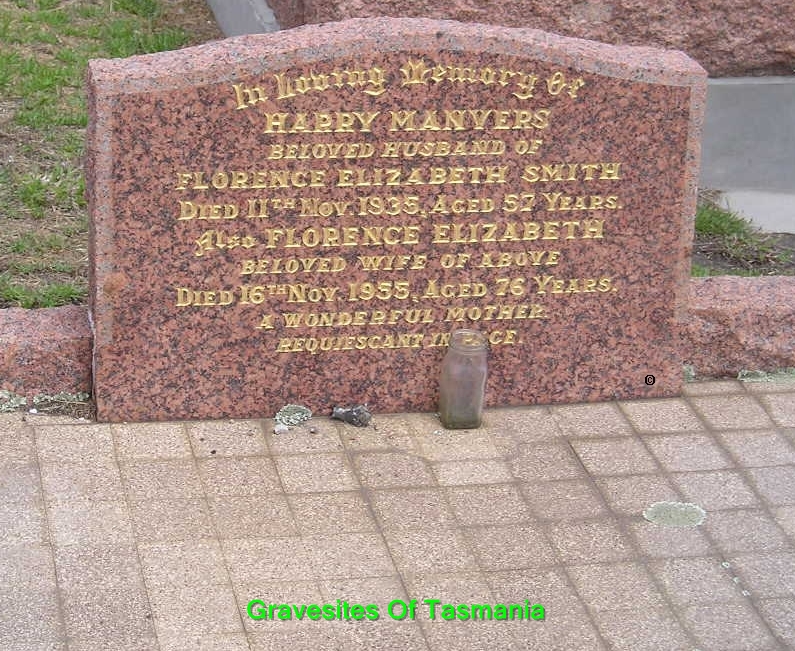 In Loving Memory Of
HARRY MANVERS
BELOVED HUSBAND OF
FLORENCE ELIZABETH SMITH
DIED 11TH NOV. 1935, AGED 57 YEARS.
Also FLORENCE ELIZABETH
BELOVED WIFE OF ABOVE
DIED 16TH NOV. 1955, AGED 76 YEARS.
A WONDERFUL MOTHER.
REQUIESCANT IN
©
Gravesites Of Tasmania